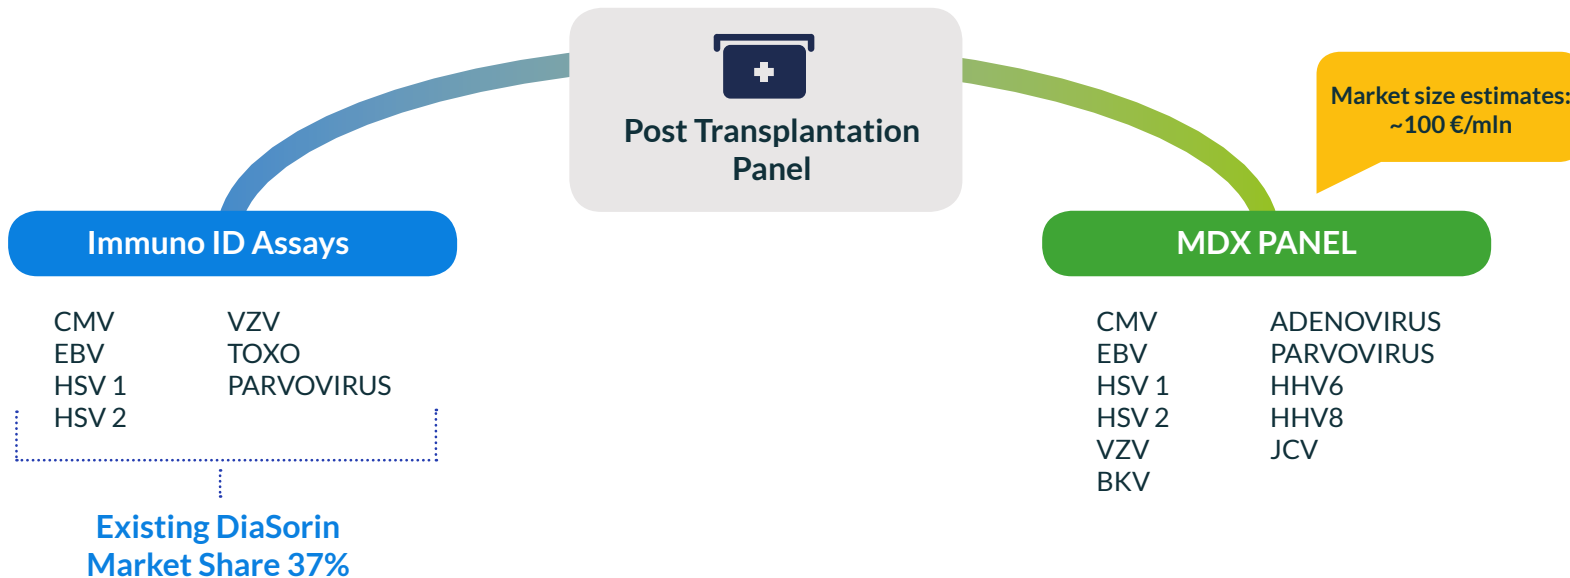 Post Transplantation
Panel
Market size estimates:
~100 €/mln
Immuno ID Assays
CMV
EBV
HSV 1
HSV 2
VZV
TOXO
PARVOVIRUS
Existing DiaSorin
Market Share 37%
MDX PANEL
CMV
EBV
HSV 1
HSV 2
VZV
BKV
ADENOVIRUS
PARVOVIRUS
HHV6
HHV8
JCV